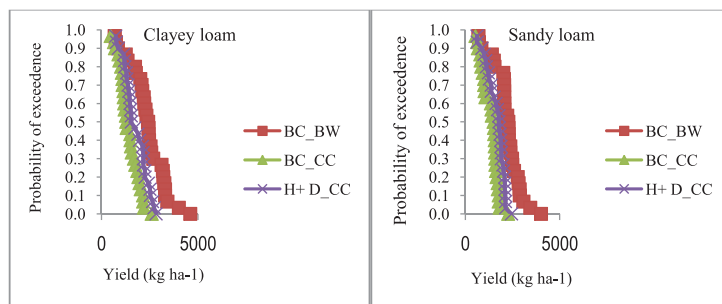 Clayey loam
Probability of exceedence
1.0
0.9
0.8
0.7
0.6
0.5
0.4
0.3
0.2
0.1
0.0
0
5000
Yield (kg ha-1)
BC_BW
BC_CC
H+ D_CC
Sandy loam
Probability of exceedence
1.0
0.9
0.8
0.7
0.6
0.5
0.4
0.3
0.2
0.1
0.0
0
5000
Yield (kg ha-1)
BC_BW
BC_CC
H+ D_CC